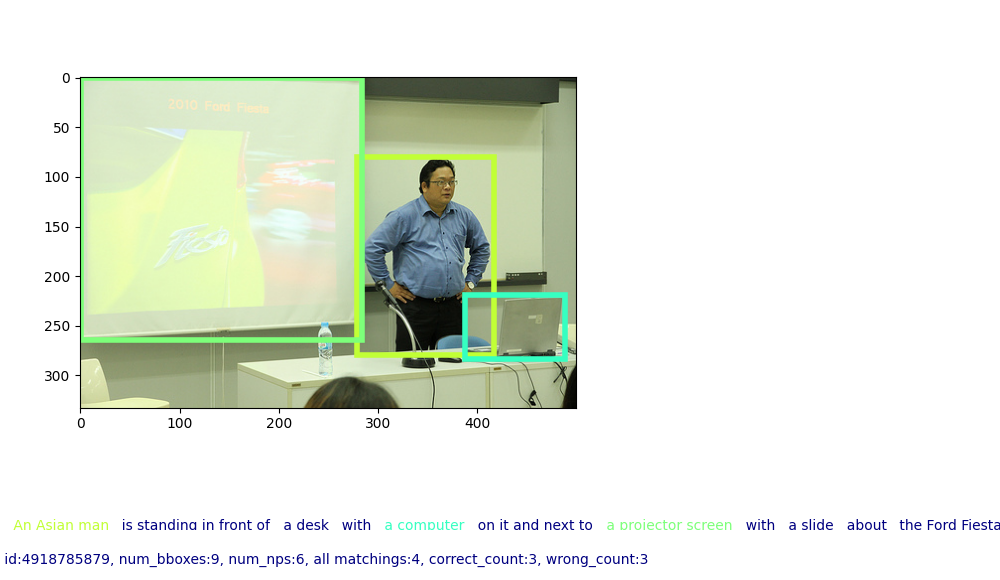 0
50
2010 Ford Fiesta
100
150
Fiesta
200
250
300
0 100 200 300 400
An Asian man is standing in front of a desk with a computer on it and next to a projector screen with a slide about the Ford Fiesta
id:4918785879, num_bboxes:9, num_nps:6, all matchings:4, correct_count:3, wrong_count:3